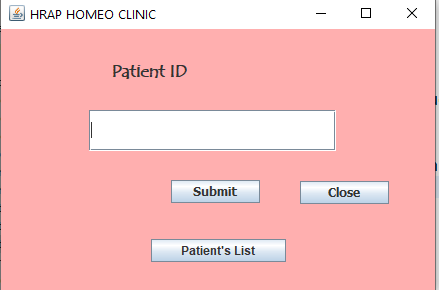 HRAP HOMEO CLINIC
Patient ID
Submit
Close
Patient's List